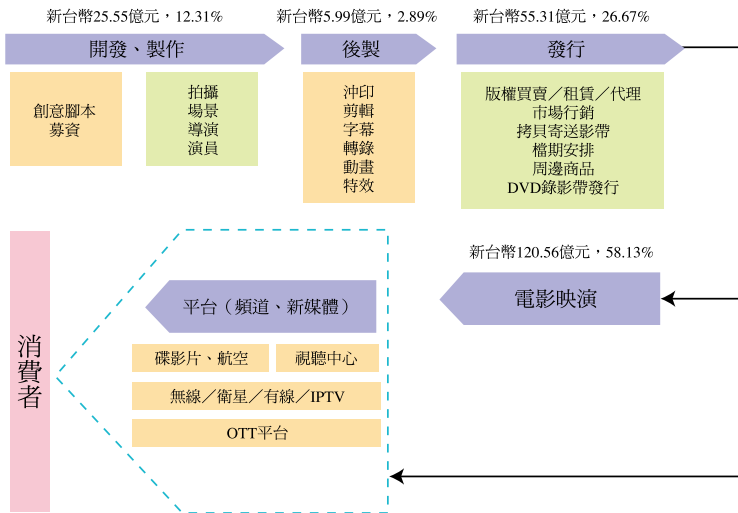 新台幣25.55億元，12.31%
新台幣5.99億元，2.89%
新台幣55.31億元，26.67%
開發、製作
後製
發行
創意腳本
募資
拍攝
場景
導演
演員
沖印
剪輯
字幕
轉錄
動畫
特效
版權買賣／租賃／代理
市場行銷
拷貝寄送影帶
檔期安排
周邊商品
DVD錄影帶發行
新台幣120.56億元，58.13%
電影映演
平台（頻道、新媒體）
碟影片、航空
視聽中心
無線／衛星／有線／IPTV
OTT平台
消費者